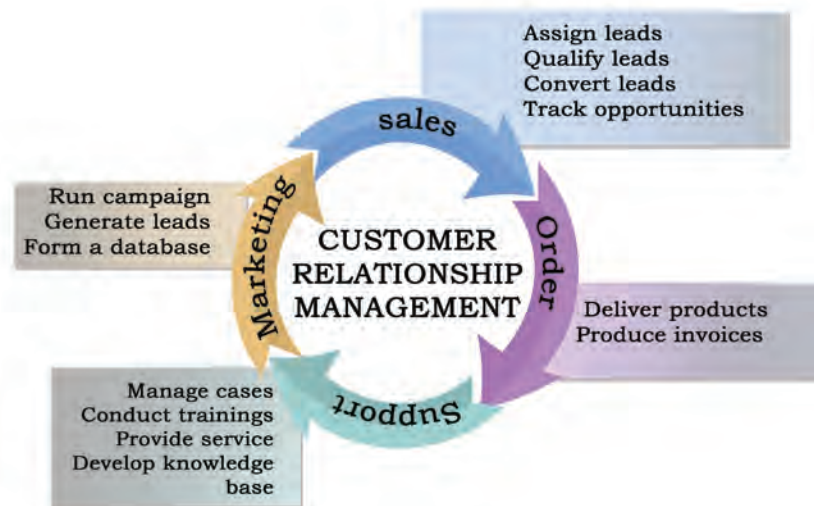 Assign leads
Qualify leads
Convert leads
Track opportunities
sales
Run campaign
Generate leads
Form a database
Marketing
CUSTOMER
RELATIONSHIP
MANAGEMENT
Order
Deliver products
Produce invoices
Support
Manage cases
Conduct trainings
Provide service
Develop knowledge
base